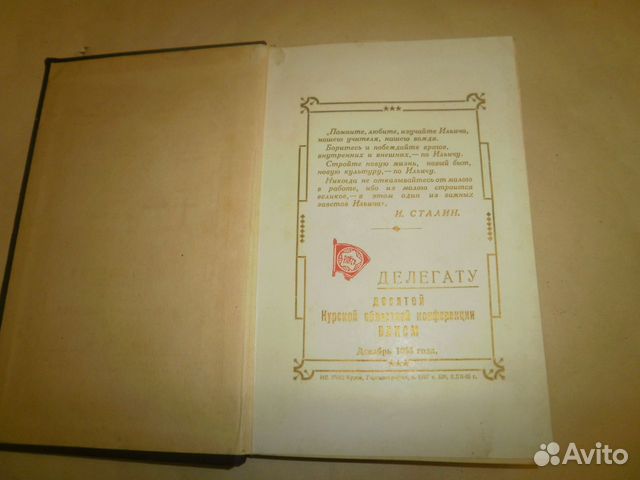 ★★★
„Помните, любите, изучайте Ильича,
нашего учителя, нашего вождя.
Боритесь и побеждайте врагов,
внутренних и внешних,—по Ильичу.
Стройте новую жизнь, новый быт,
новую культуру,—по Ильичу.
Никогда не отказывайтесь от малого
в работе, ибо из малого строится
великое,—в этом один из важных
заветов Ильича".
И. СТАЛИН.
ДЕЛЕГАТУ
ДЕСЯТОЙ
Курской областной конференции
ВЛКСМ
Декабрь года.
★★★
Курск,
Avito